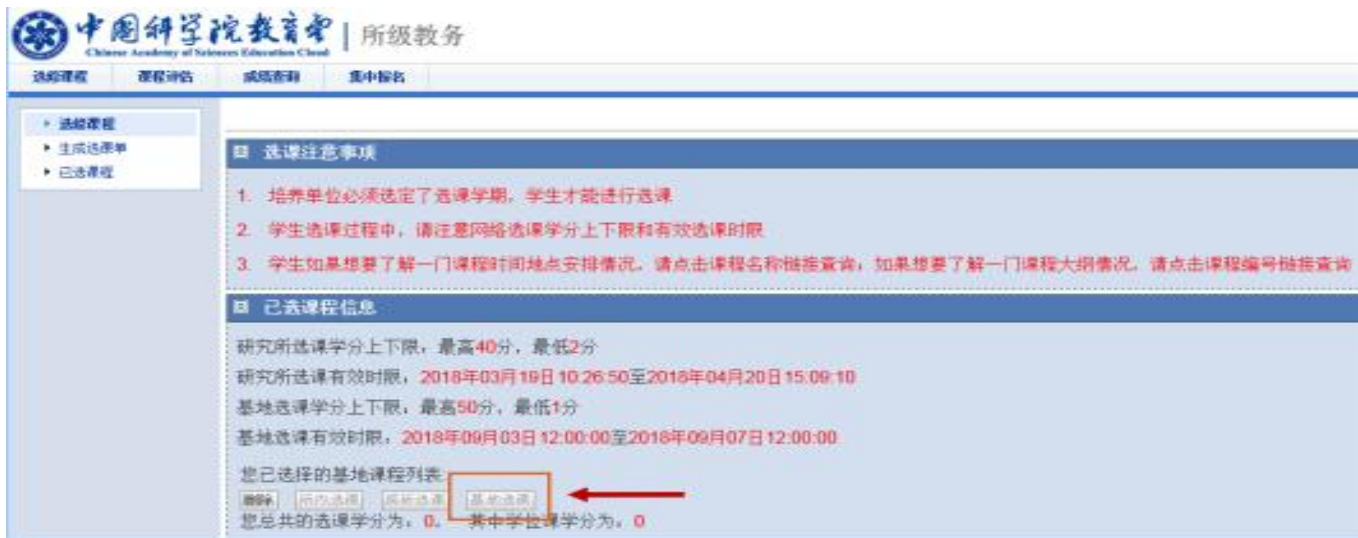 中国科学院教育云 | 所级教务
Chinese Academy of Sciences Education Cloud
选修课程 课程评估 成绩查询 集中报名
选修课程
生成选课单
已选课程
选课注意事项
1. 培养单位必须选定了选课学期，学生才能进行选课
2. 学生选课过程中，请注意网络选课学分上下限和有效选课时限
3. 学生如果想要了解一门课程时间地点安排情况，请点击课程名称链接查询；如果想要了解一门课程大纲情况，请点击课程编号链接查询
已选课程信息
研究所选课学分上下限：最高40分，最低2分
研究所选课有效时限：2018年03月19日10:26:50至2018年04月20日15:09:10
基地选课学分上下限：最高50分，最低1分
基地选课有效时限：2018年09月03日12:00:00至2018年09月07日12:00:00
您已选择的基地课程列表
删除 所内选课 基地选课
您总共的选课学分为：0， 其中学位课学分为：0